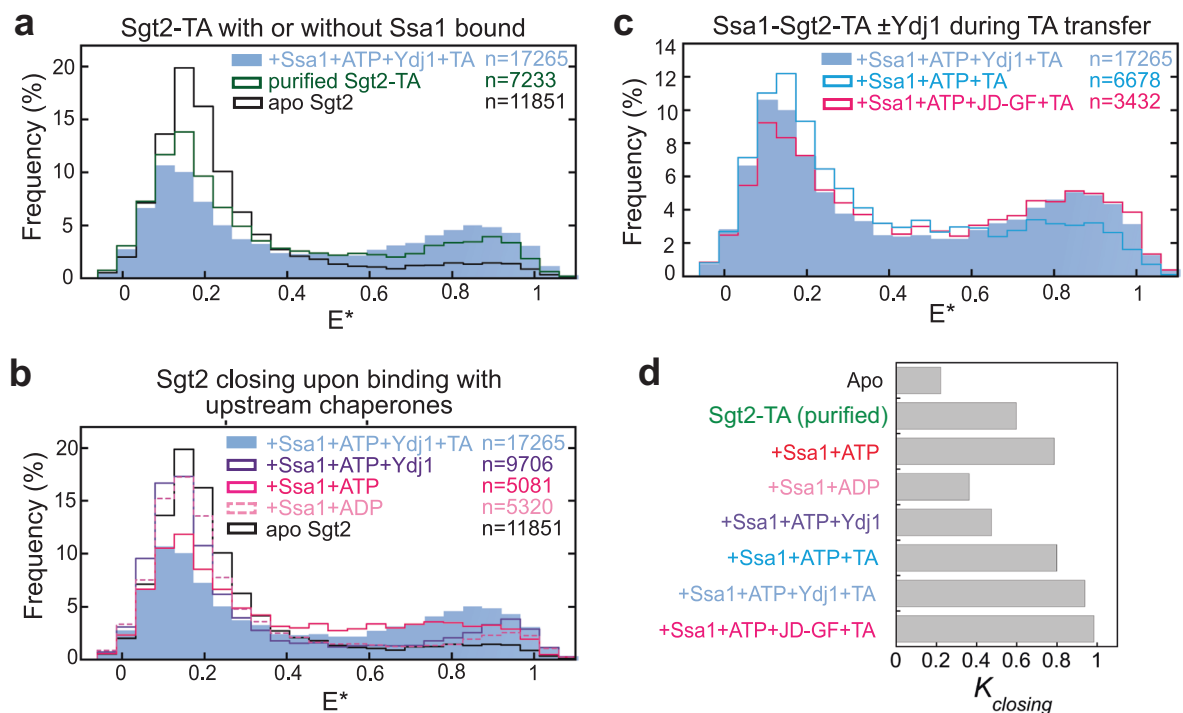 a
Sgt2-TA with or without Ssa1 bound
+Ssa1+ATP+Ydj1+TA n=17265
purified Sgt2-TA n=7233
apo Sgt2 n=11851
Frequency (%)
20
15
10
5
0
0 0.2 0.4 0.6 0.8 1
E*
b
Sgt2 closing upon binding with
upstream chaperones
+Ssa1+ATP+Ydj1+TA n=17265
+Ssa1+ATP+Ydj1 n=9706
+Ssa1+ATP n=5081
+Ssa1+ADP n=5320
apo Sgt2 n=11851
Frequency (%)
20
15
10
5
0
0 0.2 0.4 0.6 0.8 1
E*
c
Ssa1-Sgt2-TA ±Ydj1 during TA transfer
+Ssa1+ATP+Ydj1+TA n=17265
+Ssa1+ATP+TA n=6678
+Ssa1+ATP+JD-GF+TA n=3432
Frequency (%)
14
12
10
8
6
4
2
0
0 0.2 0.4 0.6 0.8 1
E*
d
Apo
Sgt2-TA (purified)
+Ssa1+ATP
+Ssa1+ADP
+Ssa1+ATP+Ydj1
+Ssa1+ATP+TA
+Ssa1+ATP+Ydj1+TA
+Ssa1+ATP+JD-GF+TA
0 0.2 0.4 0.6 0.8 1
K closing